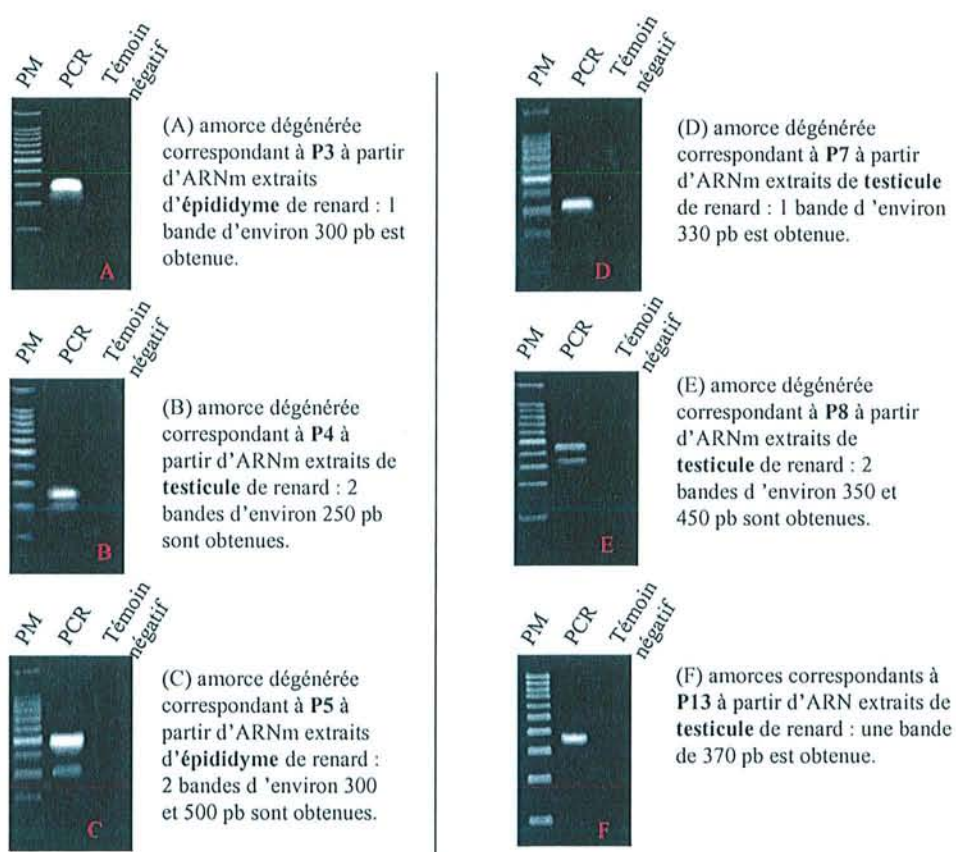 PM PCR Témoin négatif
(A) amorce dégénérée
correspondant à P3 à partir
d'ARNm extraits
d'épididyme de renard : 1
bande d'environ 300 pb est
obtenue.
A
PM PCR Témoin négatif
(B) amorce dégénérée
correspondant à P4 à
partir d'ARNm extraits de
testicule de renard : 2
bandes d'environ 250 pb
sont obtenues.
B
PM PCR Témoin négatif
(C) amorce dégénérée
correspondant à P5 à
partir d'ARNm extraits
d'épididyme de renard :
2 bandes d 'environ 300
et 500 pb sont obtenues.
C
PM PCR Témoin négatif
(D) amorce dégénérée
correspondant à P7 à partir
d'ARNm extraits de testicule
de renard : 1 bande d 'environ
330 pb est obtenue.
D
PM PCR Témoin négatif
(E) amorce dégénérée
correspondant à P8 à partir
d'ARNm extraits de
testicule de renard : 2
bandes d 'environ 350 et
450 pb sont obtenues.
E
PM PCR Témoin négatif
(F) amorces correspondants à
P13 à partir d'ARN extraits de
testicule de renard : une bande
de 370 pb est obtenue.
F